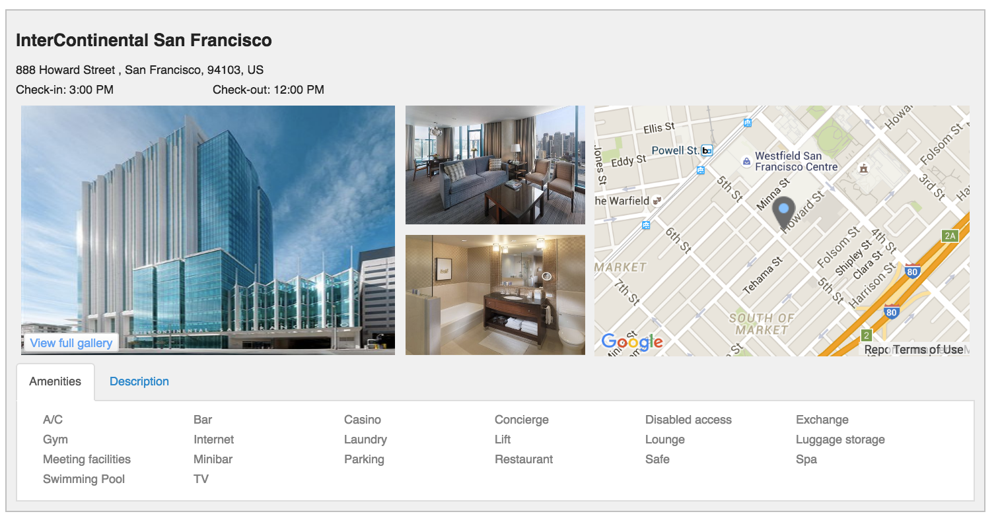 InterContinental San Francisco
888 Howard Street , San Francisco, 94103, US
Check-in: 3:00 PM
Check-out: 12:00 PM
INTERCONTINENTAL SAN FRANCISCO
View full gallery
Ellis St
Howa
Powell St.
Jones St
Eddy St
Westfield San
Francisco Centre
Folsom St
5th St
Minna St
3rd St
Ha
he Warfield
Howard St
6th St
4th St
2A
Folsom St
Shipley St
Clara St
80
MARKET
Tehama St
7th St
5th St
Harrison St
80
SOUTH OF
MARKET
2
Google
Minna St
Terms of Use
Amenities
Description
A/C
Bar
Casino
Concierge
Disabled access
Exchange
Gym
Internet
Laundry
Lift
Lounge
Luggage storage
Meeting facilities
Minibar
Parking
Restaurant
Safe
Spa
Swimming Pool
TV